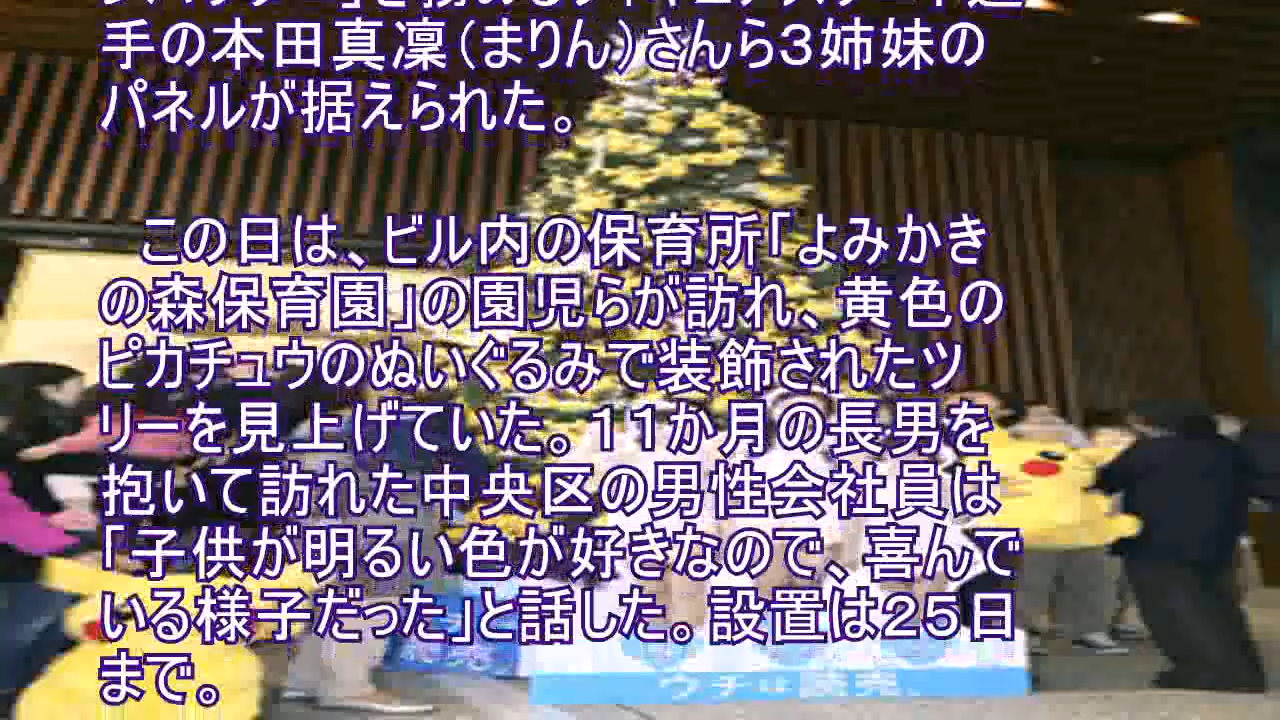 手の本田真凜（まりん）さんら３姉妹の
パネルが据えられた。
この日は、ビル内の保育所「よみかき
の森保育園」の園児らが訪れ、黄色の
ピカチュウのぬいぐるみで装飾されたツ
リーを見上げていた。１１か月の長男を
抱いて訪れた中央区の男性会社員は
「子供が明るい色が好きなので、喜んで
いる様子だった」と話した。設置は２５日
まで。
ウチは読売。